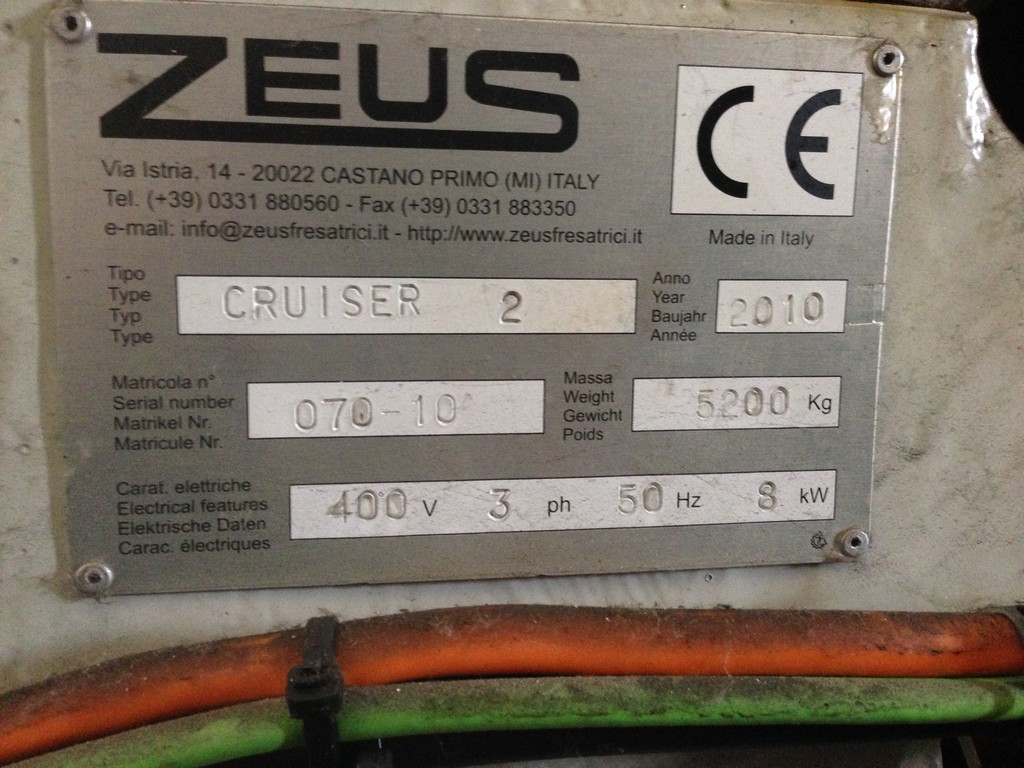 ZEUS
CE
Via Istria, 14 - 20022 CASTANO PRIMO (MI) ITALY
Tel. (+39) 0331 880560 - Fax (+39) 0331 883350
e-mail: info@zeusfresatrici.it - http://www.zeusfresatrici.it
Made in Italy
Tipo
Type
Typ
Type
CRUISER 2
Anno
Year
Baujahr
Année
2010
Matricola n°
Serial number
Matrikel Nr.
Matricule Nr.
070-10
Massa
Weight
Gewicht
Poids
5200 Kg
Carat. elettriche
Electrical features
Elektrische Daten
Carac. électriques
400 V 3 ph 50 Hz 8 kW